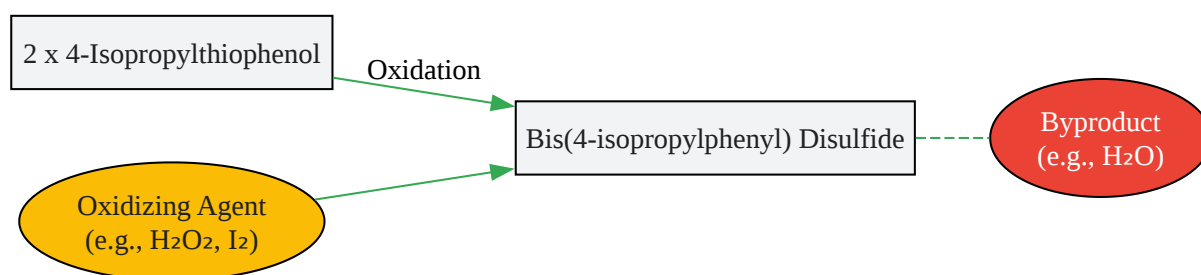 2 x 4-Isopropylthiophenol
Oxidation
Bis(4-isopropylphenyl) Disulfide
Byproduct
(e.g., H₂O)
Oxidizing Agent
(e.g., H₂O₂, I₂)